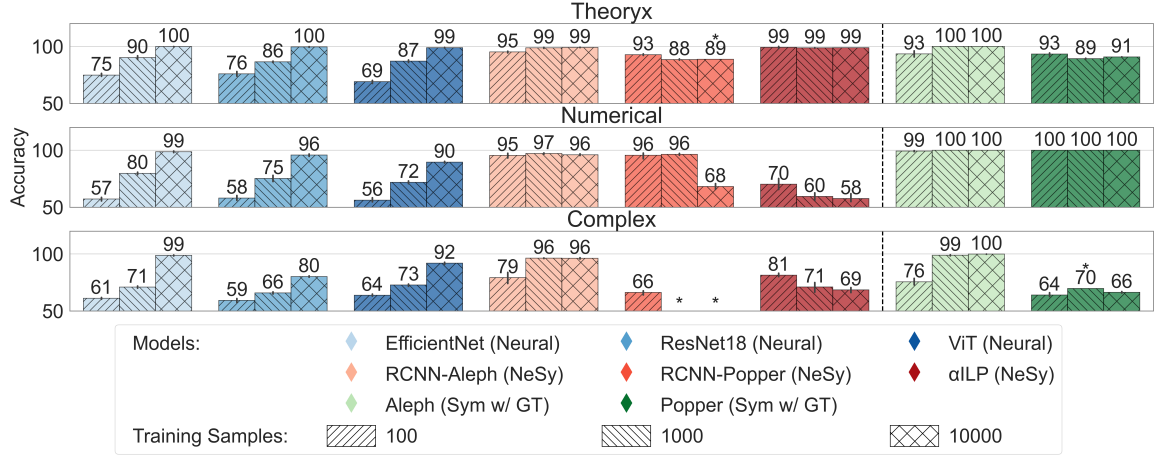 Theoryx
100
50
75 90 100 76 86 100 69 87 99 95 99 99 93 88 89 * 99 99 99 93 100 100 93 89 91
Numerical
Accuracy
100
50
57 80 99 58 75 96 56 72 90 95 97 96 96 96 68 70 60 58 99 100 100 100 100 100
Complex
100
50
61 71 99 59 66 80 64 73 92 79 96 96 66 * * 81 71 69 76 99 100 64 * 70 66
Models: EfficientNet (Neural) ResNet18 (Neural) ViT (Neural)
RCNN-Aleph (NeSy) RCNN-Popper (NeSy) αILP (NeSy)
Aleph (Sym w/ GT) Popper (Sym w/ GT)
Training Samples: 100 1000 10000